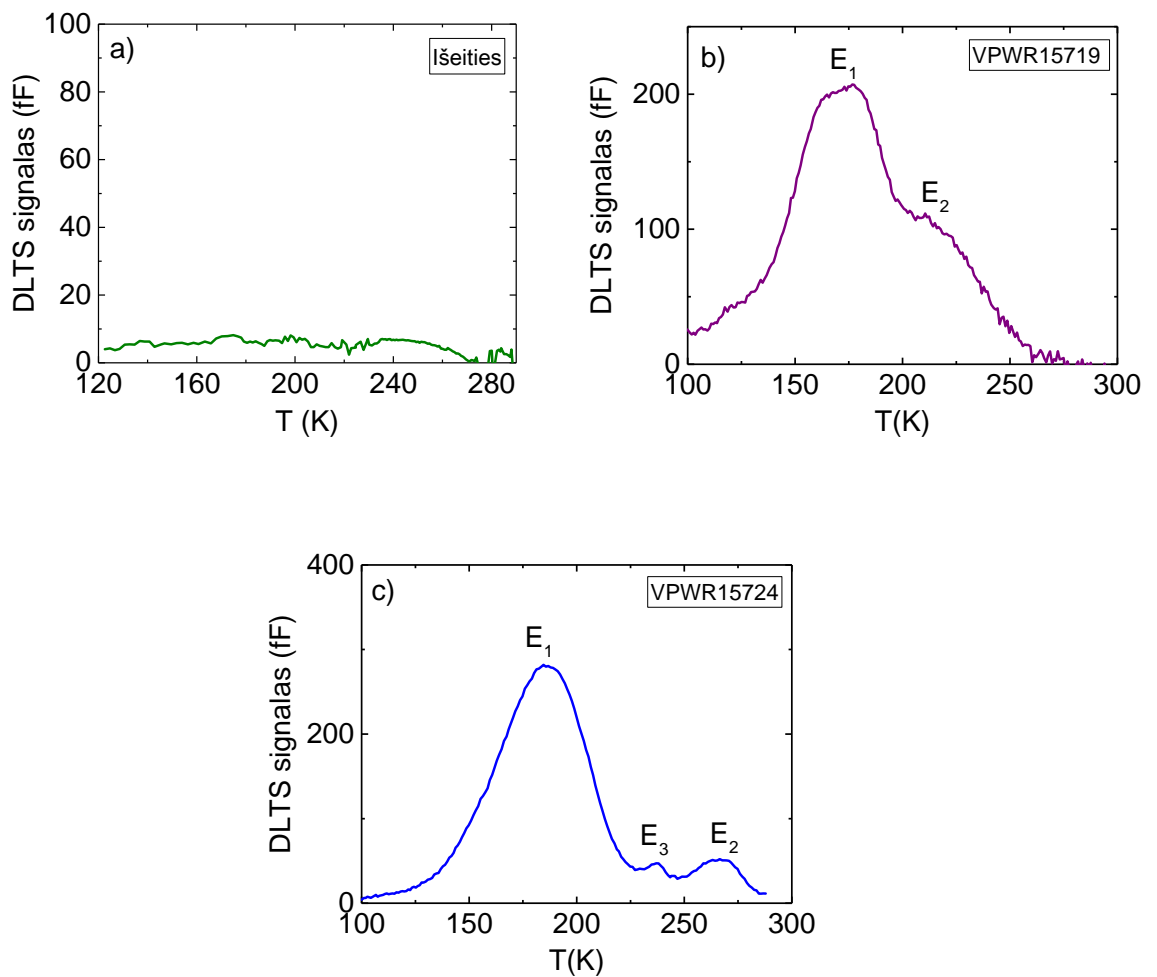 a)
Išeities
DLTS signalas (fF)
100
80
60
40
20
0
120 160 200 240 280
T (K)
b)
VPWR15719
E1
E2
DLTS signalas (fF)
200
100
0
100 150 200 250 300
T(K)
c)
VPWR15724
E1
E3
E2
DLTS signalas (fF)
400
200
0
100 150 200 250 300
T(K)